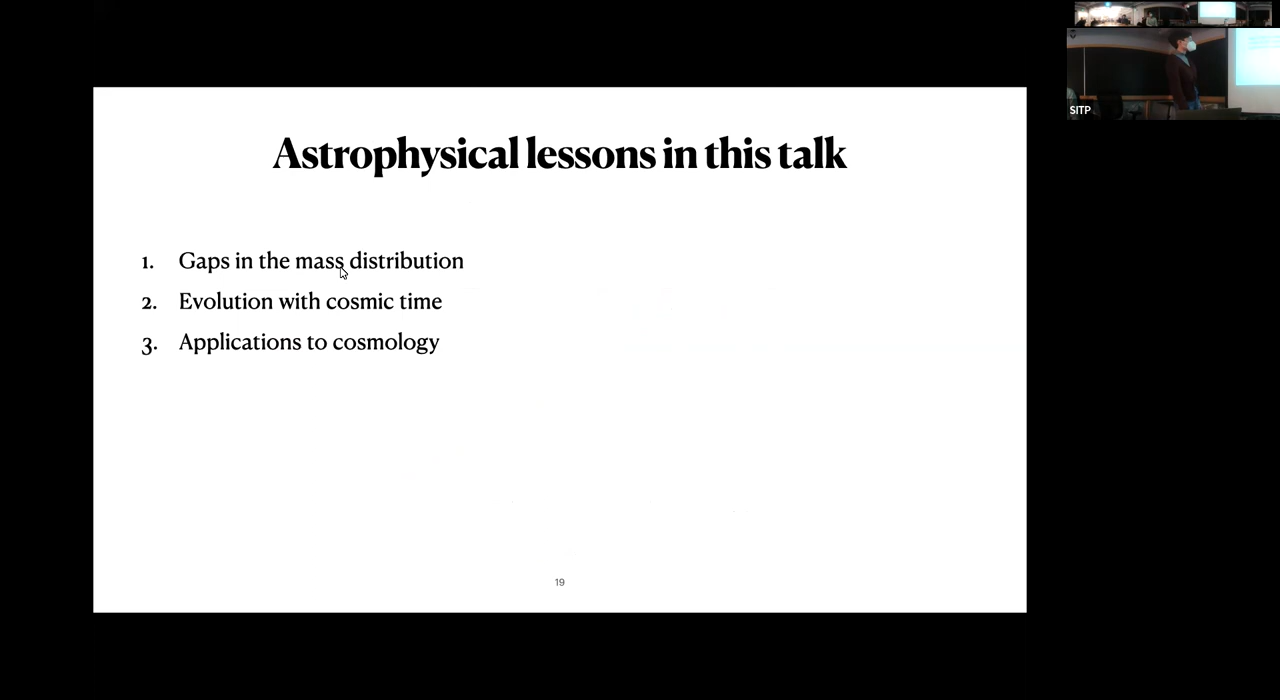 SITP
Astrophysical lessons in this talk
1. Gaps in the mass distribution
2. Evolution with cosmic time
3. Applications to cosmology
19